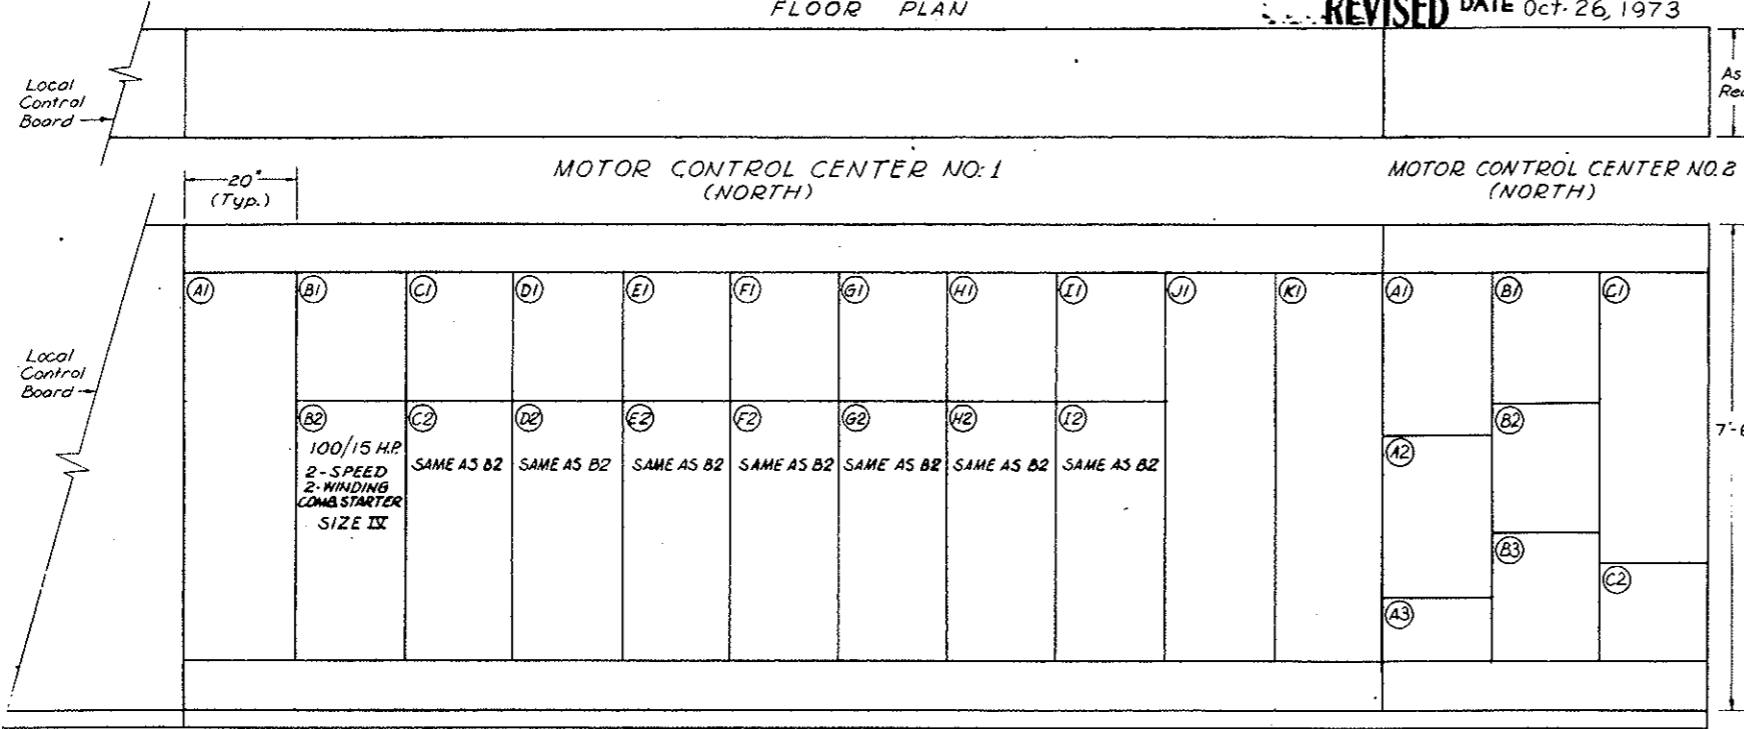 FLOOR PLAN
REVISED DATE Oct. 26, 1973
Local
Control
Board
As
MOTOR CONTROL CENTER NO. 1
(NORTH)
MOTOR CONTROL CENTER NO. 2
(NORTH)
20"
(Typ.)
A1 B1 C1 D1 E1 F1 G1 H1 I1 J1 K1 A1 B1 C1
Local
Control
Board
B2 C2 D2 E2 F2 G2 H2 I2 B2
100/15 H.P.
2-SPEED
2-WINDING
COMB STARTER
SIZE IV
SAME AS B2
SAME AS B2
SAME AS B2
SAME AS B2
SAME AS B2
SAME AS B2
SAME AS B2
A2
B3
C2
A3